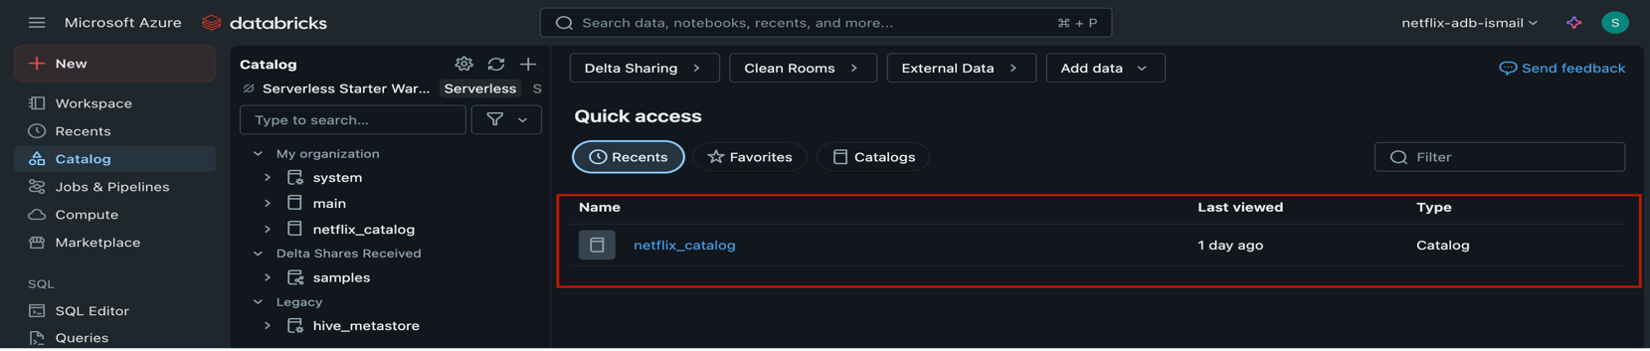 Microsoft Azure databricks
Search data, notebooks, recents, and more... ⌘ + P
netflix-adb-ismail
S
New
Workspace
Recents
Catalog
Jobs & Pipelines
Compute
Marketplace
SQL
SQL Editor
Queries
Catalog
Serverless Starter War... Serverless S
Type to search...
My organization
system
main
netflix_catalog
Delta Shares Received
samples
Legacy
hive_metastore
Delta Sharing > Clean Rooms > External Data > Add data
Send feedback
Quick access
Recents Favorites Catalogs
Filter
Name Last viewed Type
netflix_catalog 1 day ago Catalog